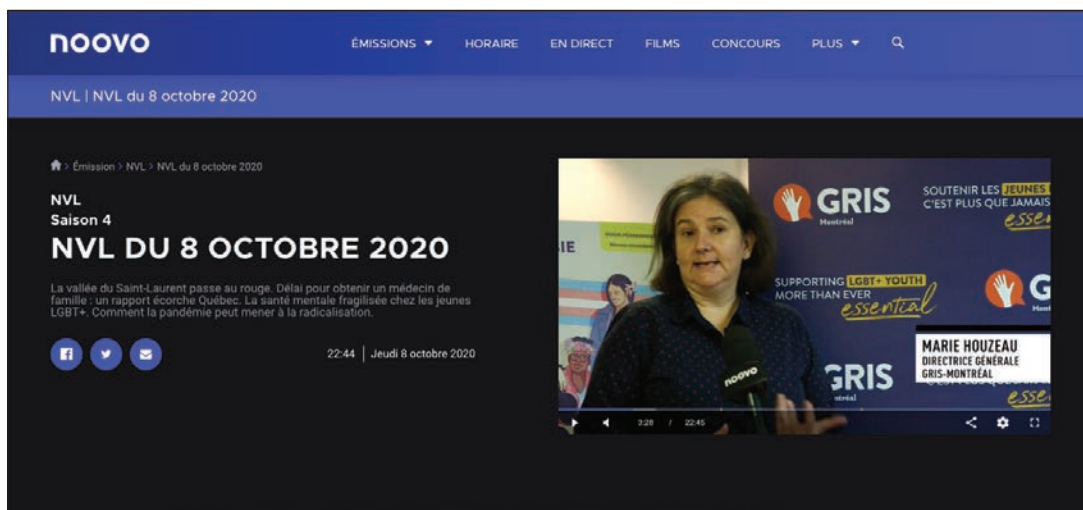 noovo
ÉMISSIONS HORAIRE EN DIRECT FILMS CONCOURS PLUS
NVL | NVL du 8 octobre 2020
> Émission > NVL > NVL du 8 octobre 2020
NVL
Saison 4
NVL DU 8 OCTOBRE 2020
La vallée du Saint-Laurent passe au rouge. Délai pour obtenir un médecin de
famille : un rapport écorche Québec. La santé mentale fragilisée chez les jeunes
LGBT+. Comment la pandémie peut mener à la radicalisation.
22:44 | Jeudi 8 octobre 2020
GRIS
Montréal
SOUTENIR LES JEUNES
C'EST PLUS QUE JAMAIS
SUPPORTING LGBT+ YOUTH
MORE THAN EVER
essential
GRIS
noovo
MARIE HOUZEAU
DIRECTRICE GÉNÉRALE
GRIS-MONTRÉAL
3:28 / 22:45